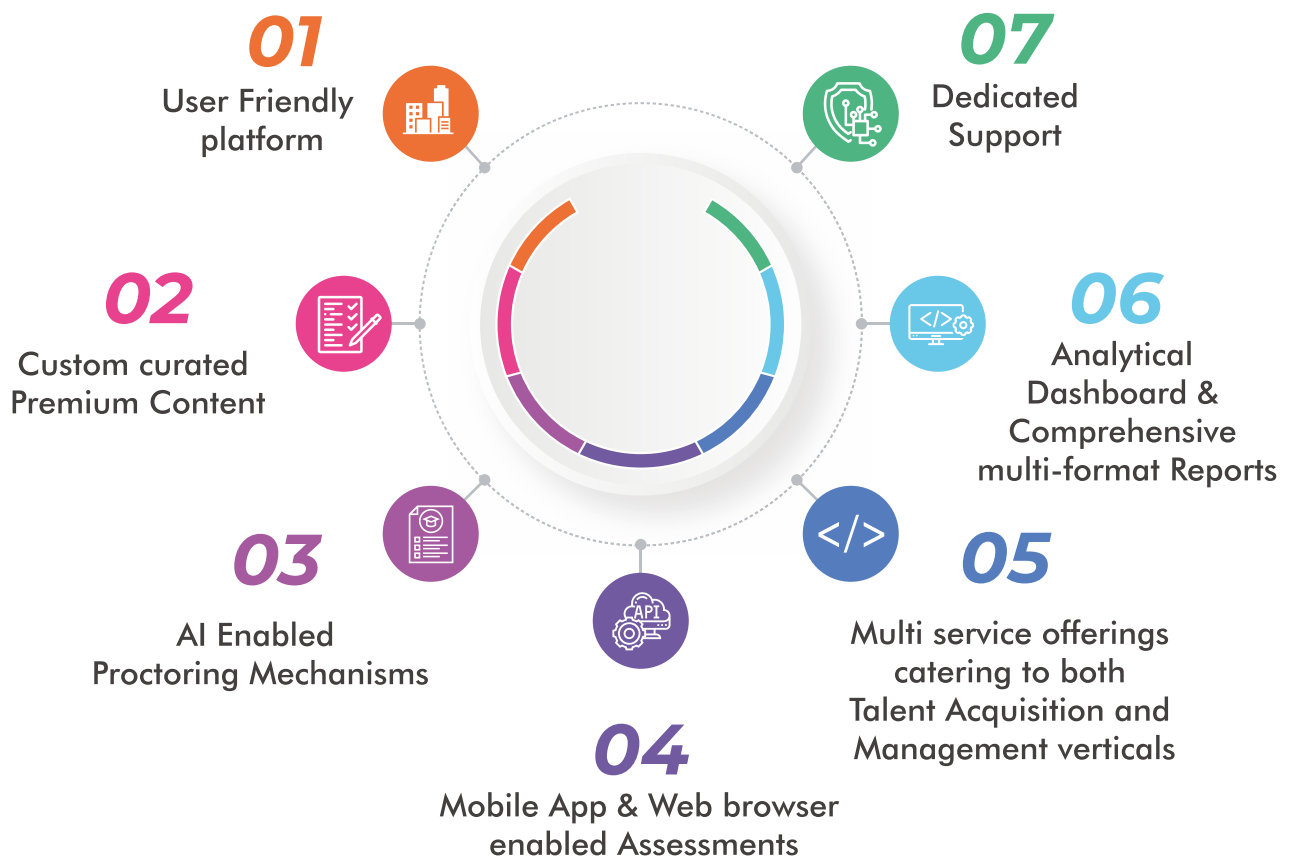 01
User Friendly
platform
02
Custom curated
Premium Content
03
AI Enabled
Proctoring Mechanisms
API
04
Mobile App & Web browser
enabled Assessments
</>
05
Multi service offerings
catering to both
Talent Acquisition and
Management verticals
</>
06
Analytical
Dashboard &
Comprehensive
multi-format Reports
07
Dedicated
Support